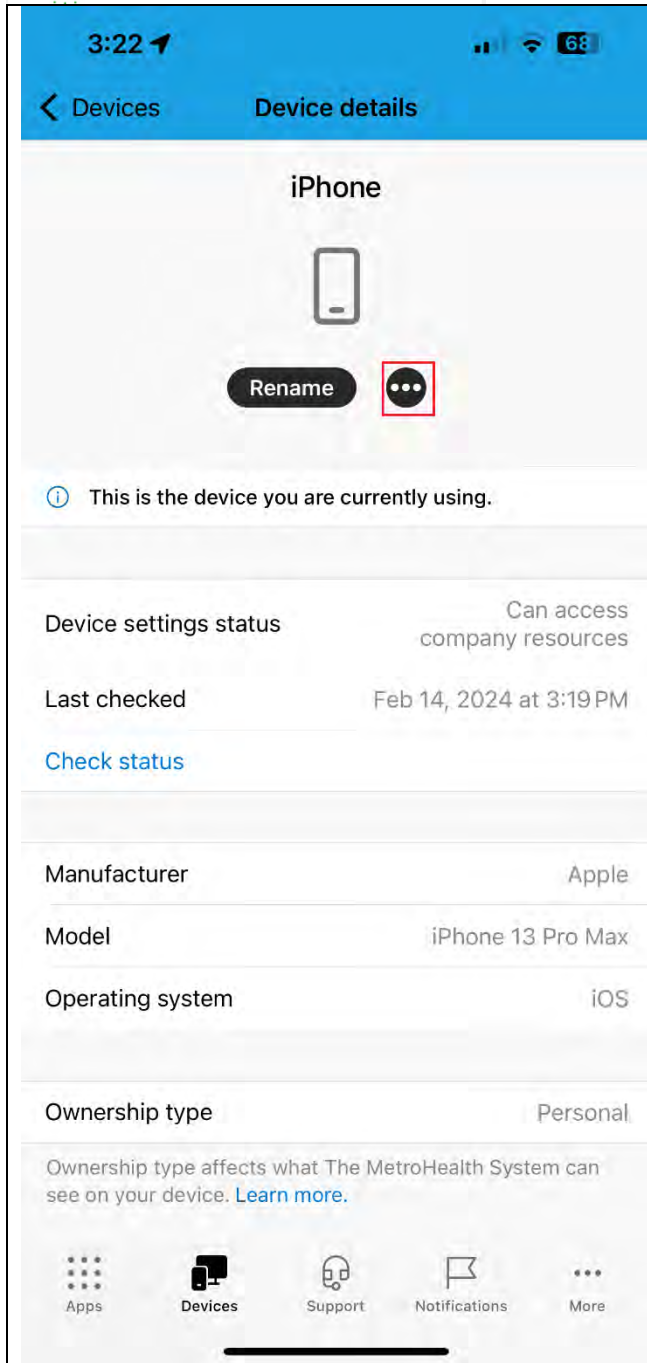 3:22
68
Devices
Device details
iPhone
Rename
This is the device you are currently using.
Device settings status
Can access
company resources
Last checked
Feb 14, 2024 at 3:19 PM
Check status
Manufacturer
Apple
Model
iPhone 13 Pro Max
Operating system
iOS
Ownership type
Personal
Ownership type affects what The MetroHealth System can
see on your device. Learn more.
Apps
Devices
Support
Notifications
More